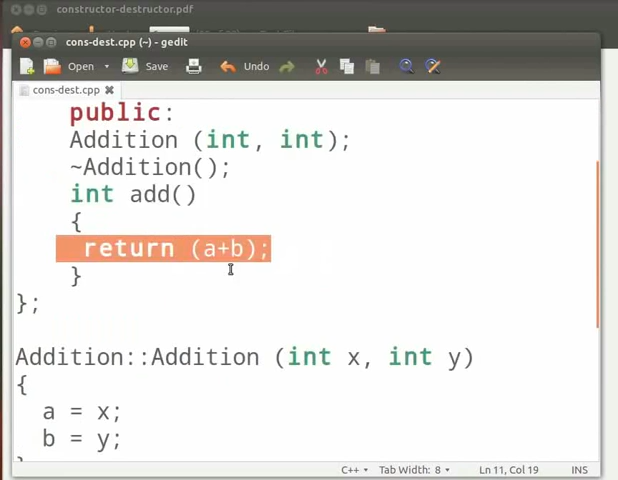 constructor-destructor.pdf
cons-dest.cpp (~) - gedit
Open Save Undo
cons-dest.cpp
public:
Addition (int, int);
~Addition();
int add()
{
return (a+b);
}
};
Addition::Addition (int x, int y)
{
a = x;
b = y;
C++ Tab Width: 8 Ln 11, Col 19 INS